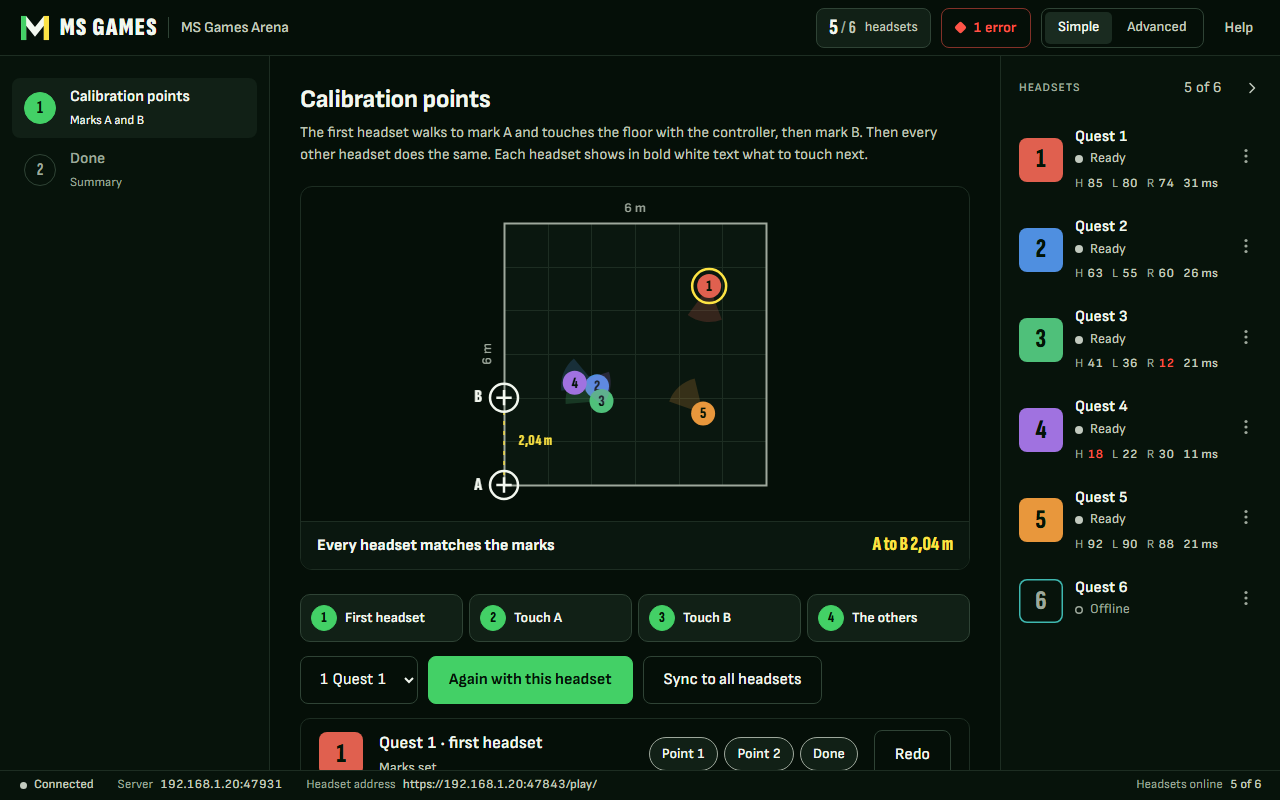 MS GAMES
MS Games Arena
5 / 6 headsets
1 error
Simple
Advanced
Help
1
Calibration points
Marks A and B
2
Done
Summary
Calibration points
The first headset walks to mark A and touches the floor with the controller, then mark B. Then every
other headset does the same. Each headset shows in bold white text what to touch next.
6 m
6 m
1
4
2
3
5
B
2,04 m
A
Every headset matches the marks
A to B 2,04 m
1 First headset
2 Touch A
3 Touch B
4 The others
1 Quest 1
Again with this headset
Sync to all headsets
1
Quest 1 · first headset
Marks set
Point 1
Point 2
Done
Redo
HEADSETS
5 of 6
1
Quest 1
Ready
H 85 L 80 R 74 31 ms
2
Quest 2
Ready
H 63 L 55 R 60 26 ms
3
Quest 3
Ready
H 41 L 36 R 12 21 ms
4
Quest 4
Ready
H 18 L 22 R 30 11 ms
5
Quest 5
Ready
H 92 L 90 R 88 21 ms
6
Quest 6
Offline
Connected
Server 192.168.1.20:47931
Headset address https://192.168.1.20:47843/play/
Headsets online 5 of 6